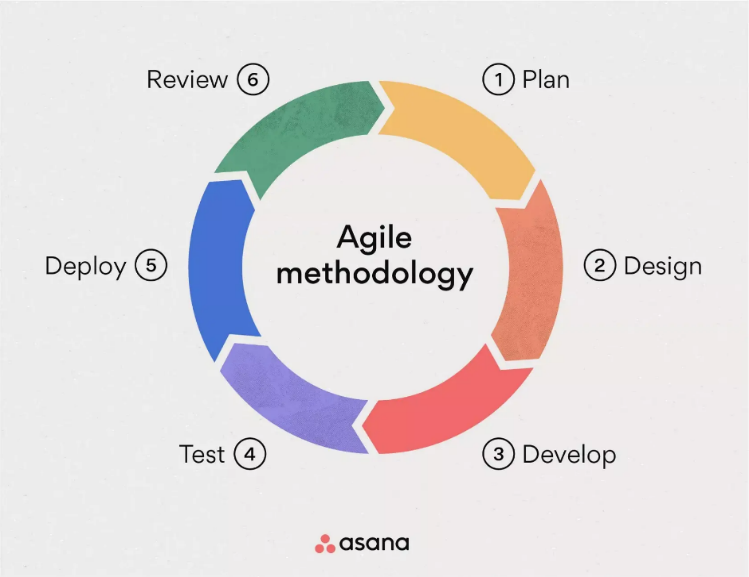 Agile
methodology
1 Plan
2 Design
3 Develop
4 Test
5 Deploy
6 Review
asana